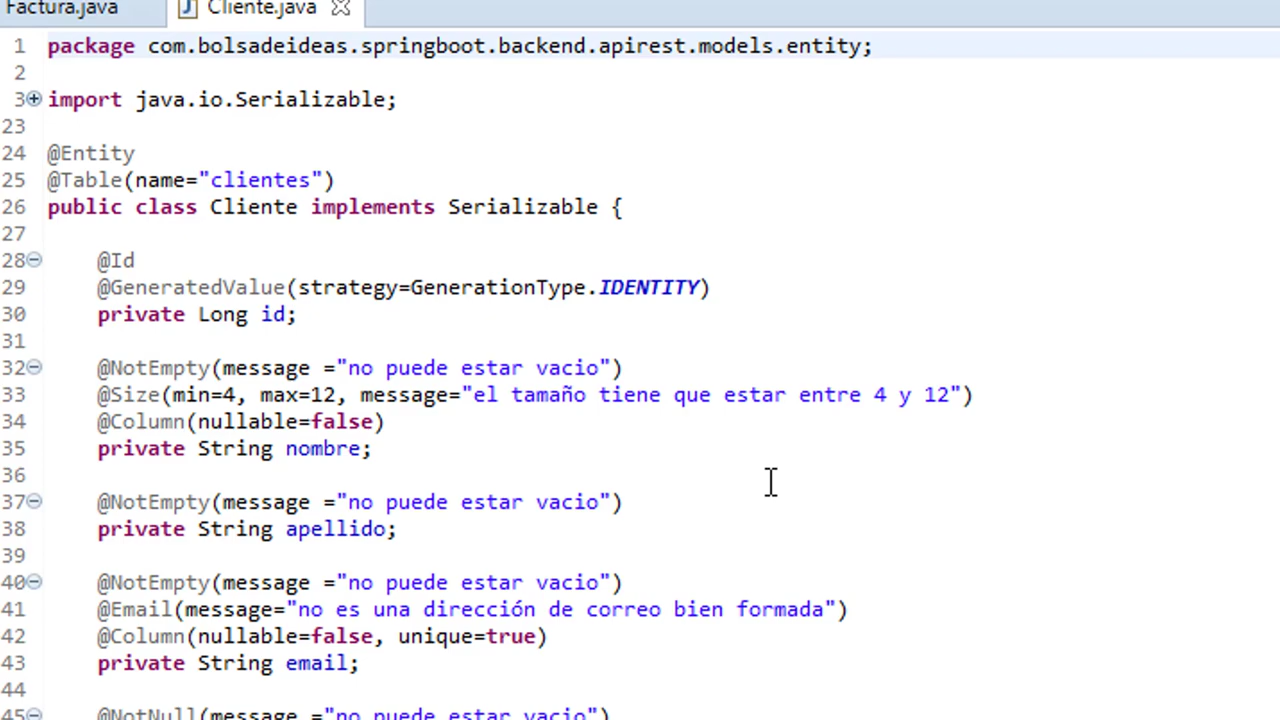 Factura.java Cliente.java
1 package com.bolsadeideas.springboot.backend.apirest.models.entity;
2
3 import java.io.Serializable;
23
24 @Entity
25 @Table(name="clientes")
26 public class Cliente implements Serializable {
27
28 @Id
29 @GeneratedValue(strategy=GenerationType.IDENTITY)
30 private Long id;
31
32 @NotEmpty(message ="no puede estar vacio")
33 @Size(min=4, max=12, message="el tamaño tiene que estar entre 4 y 12")
34 @Column(nullable=false)
35 private String nombre;
36
37 @NotEmpty(message ="no puede estar vacio")
38 private String apellido;
39
40 @NotEmpty(message ="no puede estar vacio")
41 @Email(message="no es una dirección de correo bien formada")
42 @Column(nullable=false, unique=true)
43 private String email;
44
45 @NotNull(message ="no puede estar vacio")